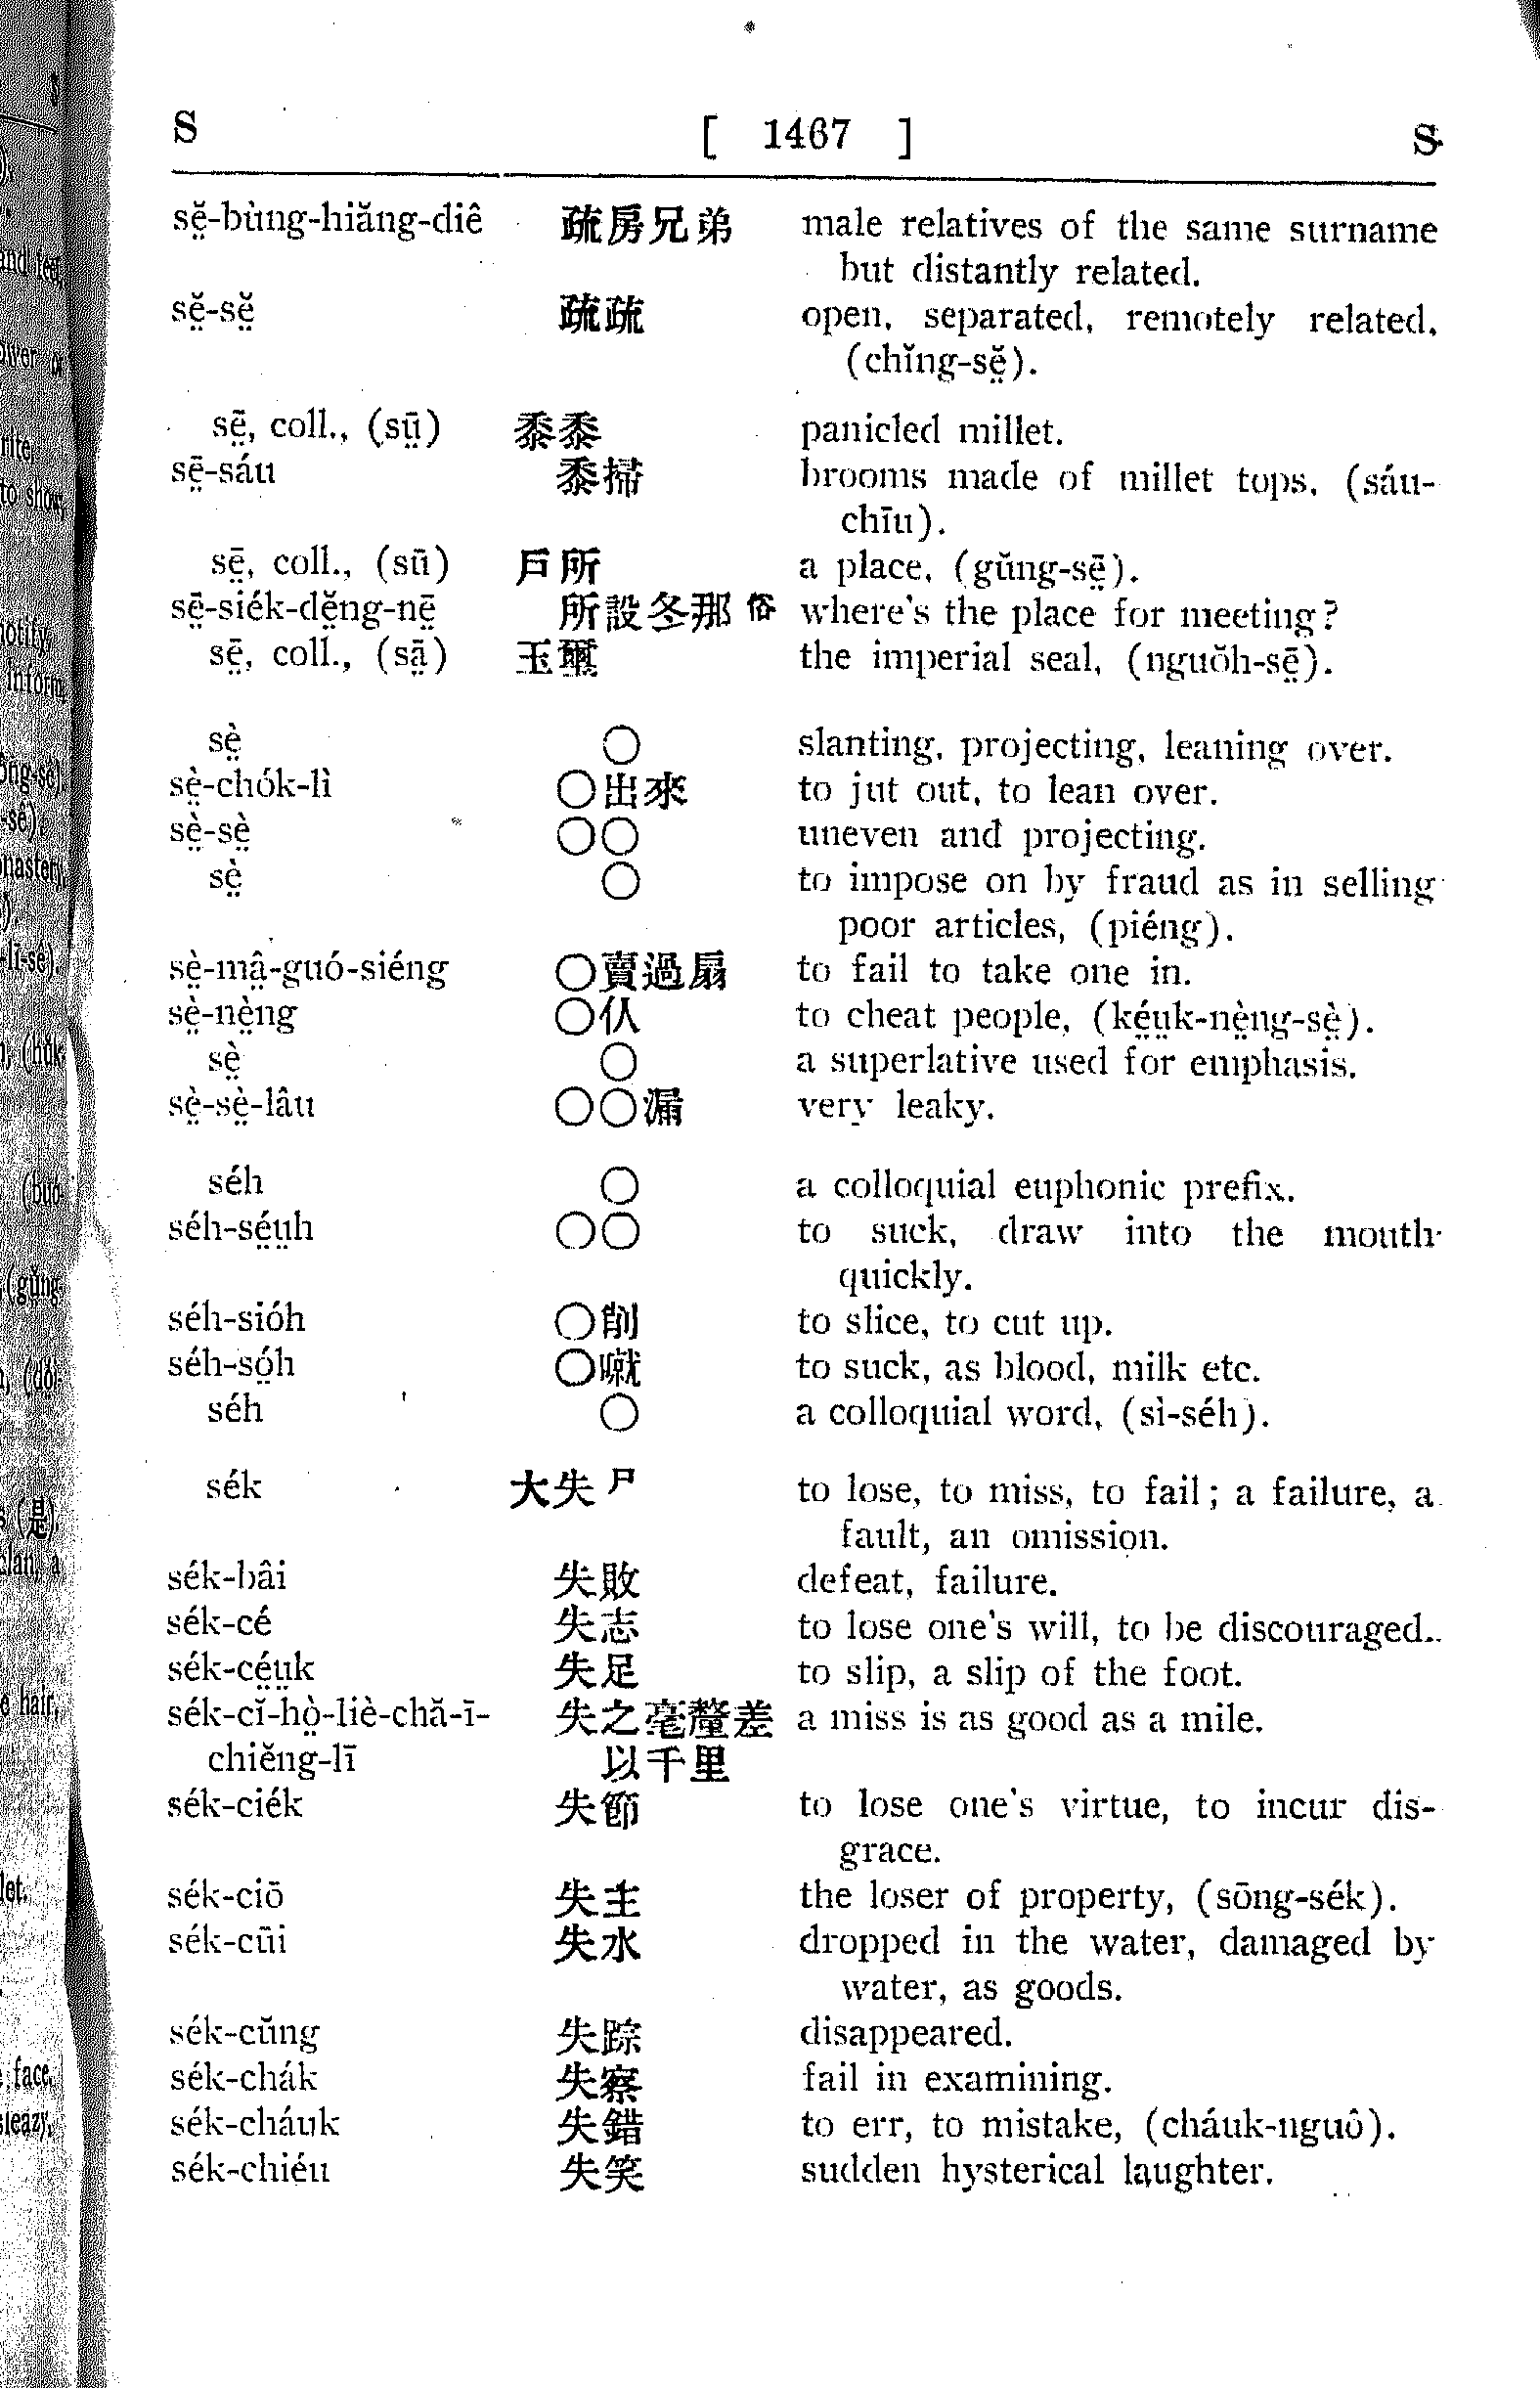 S [ 1467 ] S
sĕ̤-bùng-hiăng-diê 疏房兄弟 male relatives of the same surname
but distantly related.
sĕ̤-sĕ̤ 疏疏 open, separated, remotely related,
(chĭng-sĕ̤).
sē̤, coll., (sṳ̄) 黍黍 panicled millet.
sē̤-sáu 黍掃 brooms made of millet tops, (sáu-
chīu).
sē̤, coll., (sū) 戶所 a place, (gŭng-sē̤).
sē̤-siék-dĕ̤ng-nē̤ 所設冬那俗 where's the place for meeting?
sē̤, coll., (sā̤) 玉璽 the imperial seal, (nguŏh-sē̤).
sè̤ ○ slanting, projecting, leaning over.
sè̤-chók-lì ○出來 to jut out, to lean over.
sè̤-sè̤ ○○ uneven and projecting.
sè̤ ○ to impose on by fraud as in selling
poor articles, (piéng).
sè̤-mâ̤-guó-siéng ○賣過扇 to fail to take one in.
sè̤-nè̤ng ○仈 to cheat people, (ké̤ṳk-nè̤ng-sè̤).
sè̤ ○ a superlative used for emphasis.
sè̤-sè̤-lâu ○○漏 very leaky.
séh ○ a colloquial euphonic prefix.
séh-sé̤ṳh ○○ to suck, draw into the mouth
quickly.
séh-sióh ○削 to slice, to cut up.
séh-só̤h ○噈 to suck, as blood, milk etc.
séh ○ a colloquial word, (sì-séh).
sék 大失尸 to lose, to miss, to fail; a failure, a
fault, an omission.
sék-bâi 失敗 defeat, failure.
sék-cé 失志 to lose one's will, to be discouraged.
sék-cé̤ṳk 失足 to slip, a slip of the foot.
sék-cĭ-hò̤-liè-chă-ī- 失之毫釐差 a miss is as good as a mile.
chiĕng-lī 以千里
sék-ciék 失節 to lose one's virtue, to incur dis-
grace.
sék-ciō 失主 the loser of property, (sōng-sék).
sék-cūi 失水 dropped in the water, damaged by
water, as goods.
sék-cŭng 失踪 disappeared.
sék-chák 失察 fail in examining.
sék-cháuk 失錯 to err, to mistake, (cháuk-nguô).
sék-chiéu 失笑 sudden hysterical laughter.